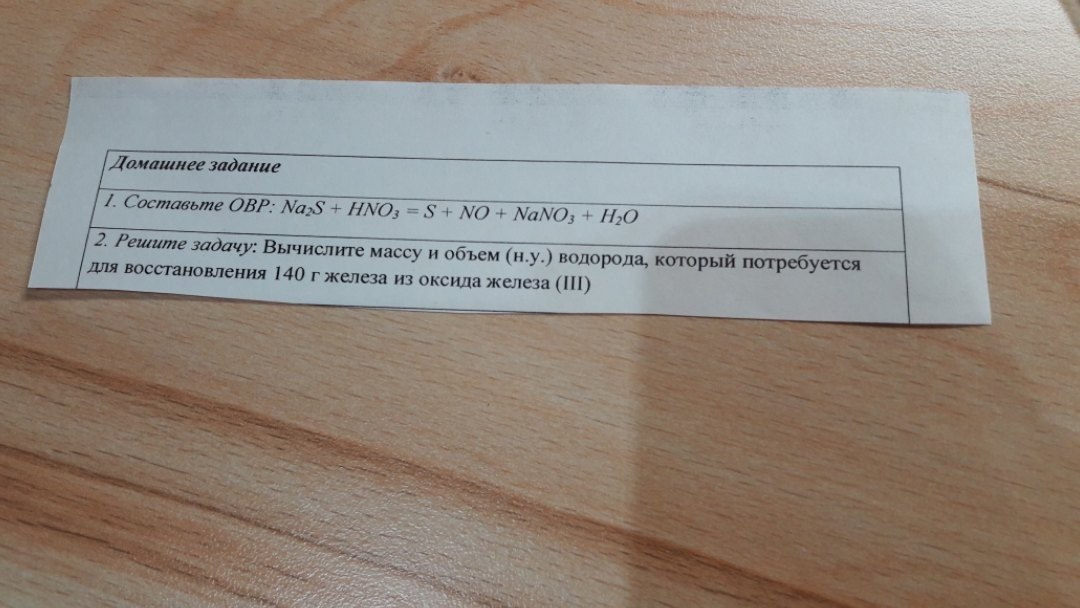 Домашнее задание
1. Составьте ОВР: Na₂S + HNO₃ = S + NO + NaNO₃ + H₂O
2. Решите задачу: Вычислите массу и объем (н.у.) водорода, который потребуется
для восстановления 140 г железа из оксида железа (III)